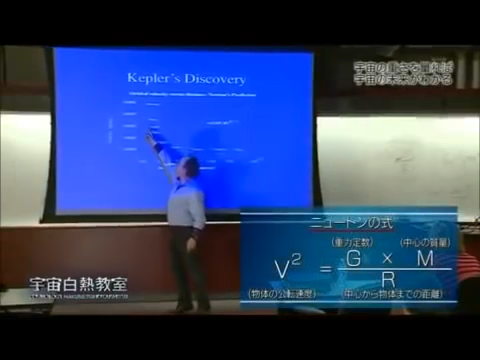 Kepler's Discovery
宇宙の重さを量れば
宇宙の未来がわかる
ニュートンの式
(重力定数) (中心の質量)
V² = G × M
R
(物体の公転速度) (中心から物体までの距離)
宇宙白熱教室